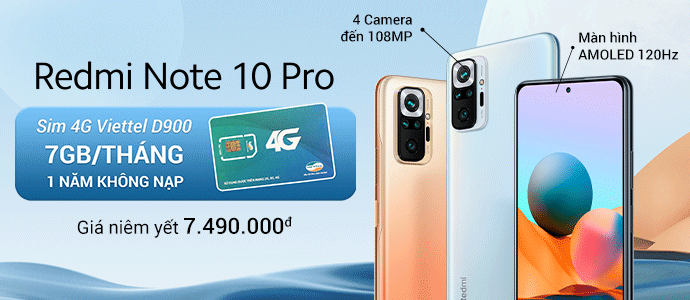 4 Camera
đến 108MP
Màn hình
AMOLED 120Hz
Redmi Note 10 Pro
Sim 4G Viettel D900
7GB/THÁNG
1 NĂM KHÔNG NẠP
4G
Giá niêm yết 7.490.000đ
Redmi